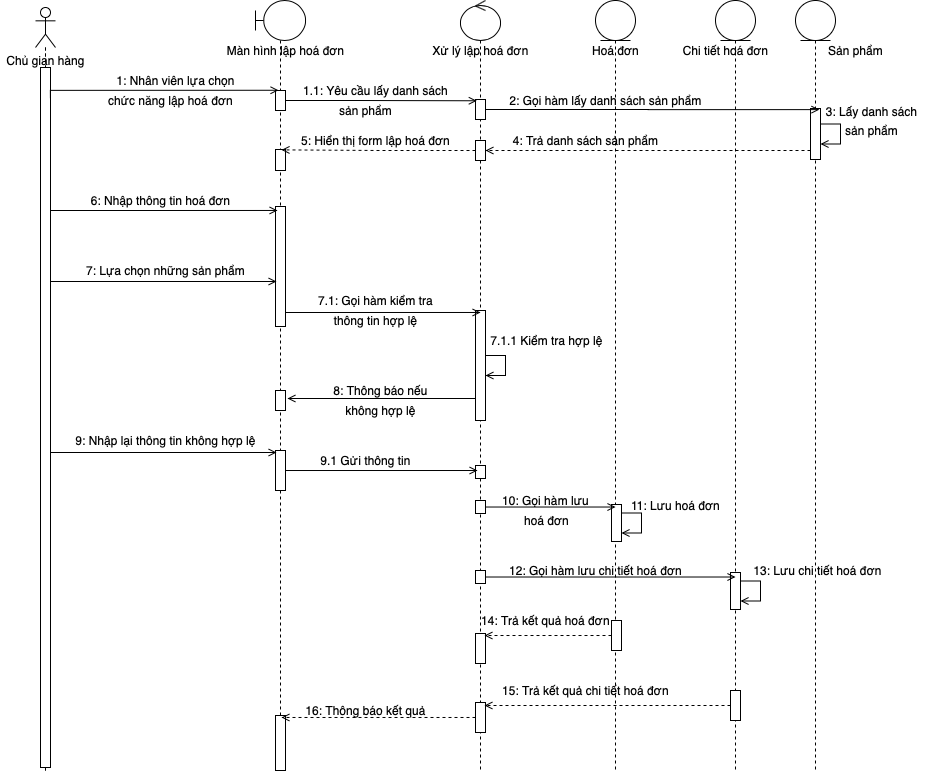 Chủ gian hàng
Màn hình lập hoá đơn
Xử lý lập hoá đơn
Hoá đơn
Chi tiết hoá đơn
Sản phẩm
1: Nhân viên lựa chọn
chức năng lập hoá đơn
1.1: Yêu cầu lấy danh sách
sản phẩm
2: Gọi hàm lấy danh sách sản phẩm
3: Lấy danh sách
sản phẩm
5: Hiển thị form lập hoá đơn
4: Trả danh sách sản phẩm
6: Nhập thông tin hoá đơn
7: Lựa chọn những sản phẩm
7.1: Gọi hàm kiểm tra
thông tin hợp lệ
7.1.1 Kiểm tra hợp lệ
8: Thông báo nếu
không hợp lệ
9: Nhập lại thông tin không hợp lệ
9.1 Gửi thông tin
10: Gọi hàm lưu
hoá đơn
11: Lưu hoá đơn
12: Gọi hàm lưu chi tiết hoá đơn
13: Lưu chi tiết hoá đơn
14: Trả kết quả hoá đơn
15: Trả kết quả chi tiết hoá đơn
16: Thông báo kết quả